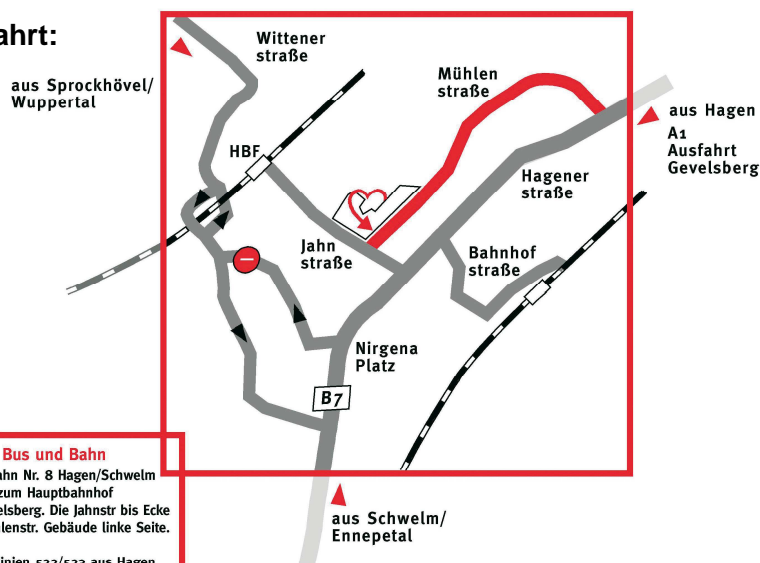 ahrt:
Wittener
straße
aus Sprockhövel/
Wuppertal
Mühlen
straße
aus Hagen
A1
Ausfahrt
Gevelsberg
HBF
Hagener
straße
Jahn
straße
Bahnhof
straße
Nirgena
Platz
B7
Bus und Bahn
ahn Nr. 8 Hagen/Schwelm
zum Hauptbahnhof
elsberg. Die Jahnstr bis Ecke
lenstr. Gebäude linke Seite.
aus Schwelm/
Ennepetal